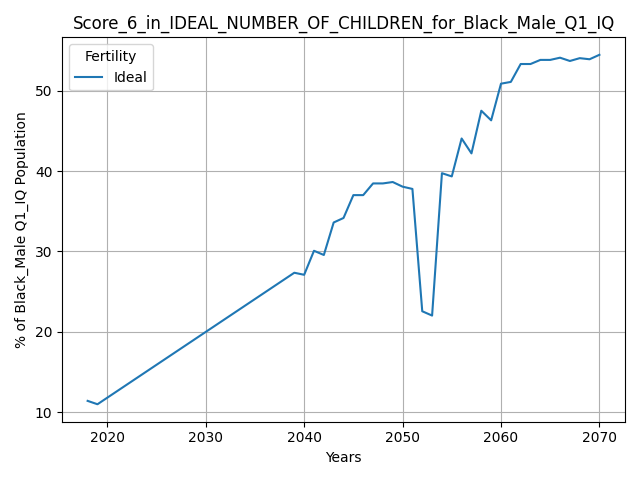 Score_6_in_IDEAL_NUMBER_OF_CHILDREN_for_Black_Male_Q1_IQ
Fertility
Ideal
% of Black_Male Q1_IQ Population
50
40
30
20
10
2020 2030 2040 2050 2060 2070
Years